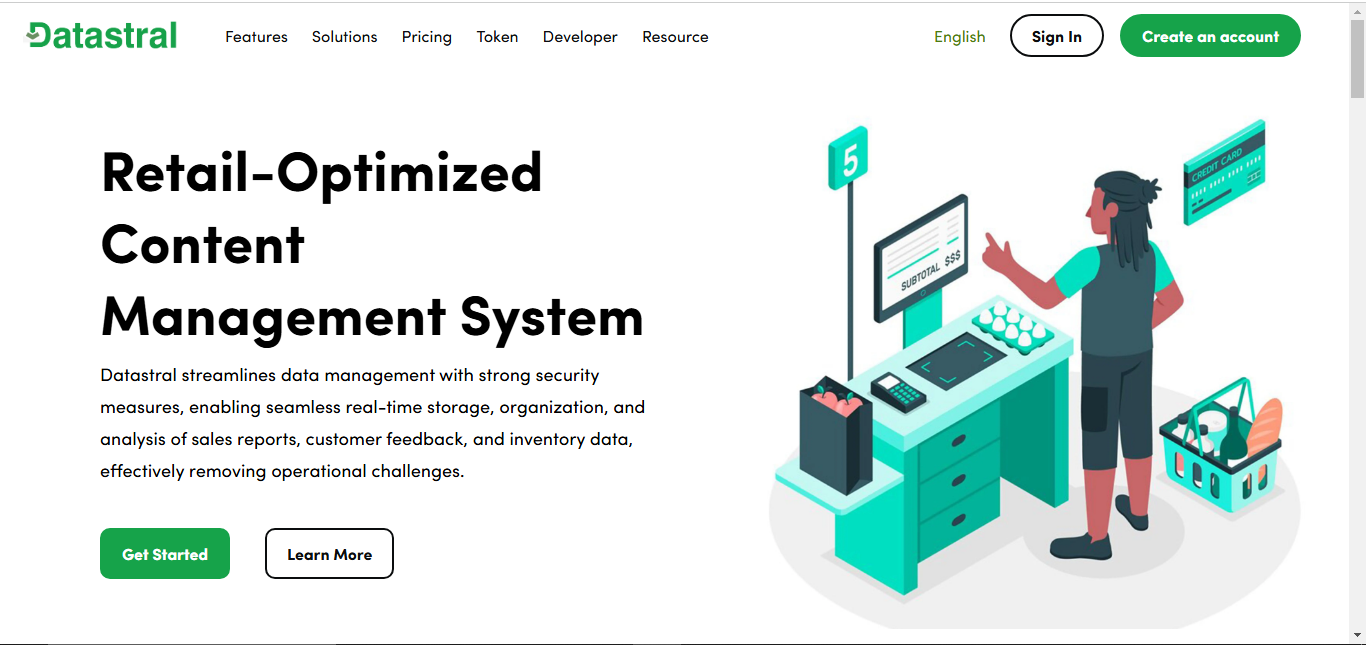 Datastral
Features Solutions Pricing Token Developer Resource
English
Sign In
Create an account
Retail-Optimized
Content
Management System
Datastral streamlines data management with strong security
measures, enabling seamless real-time storage, organization, and
analysis of sales reports, customer feedback, and inventory data,
effectively removing operational challenges.
Get Started
Learn More
5
CREDIT CARD
SUBTOTAL $$$